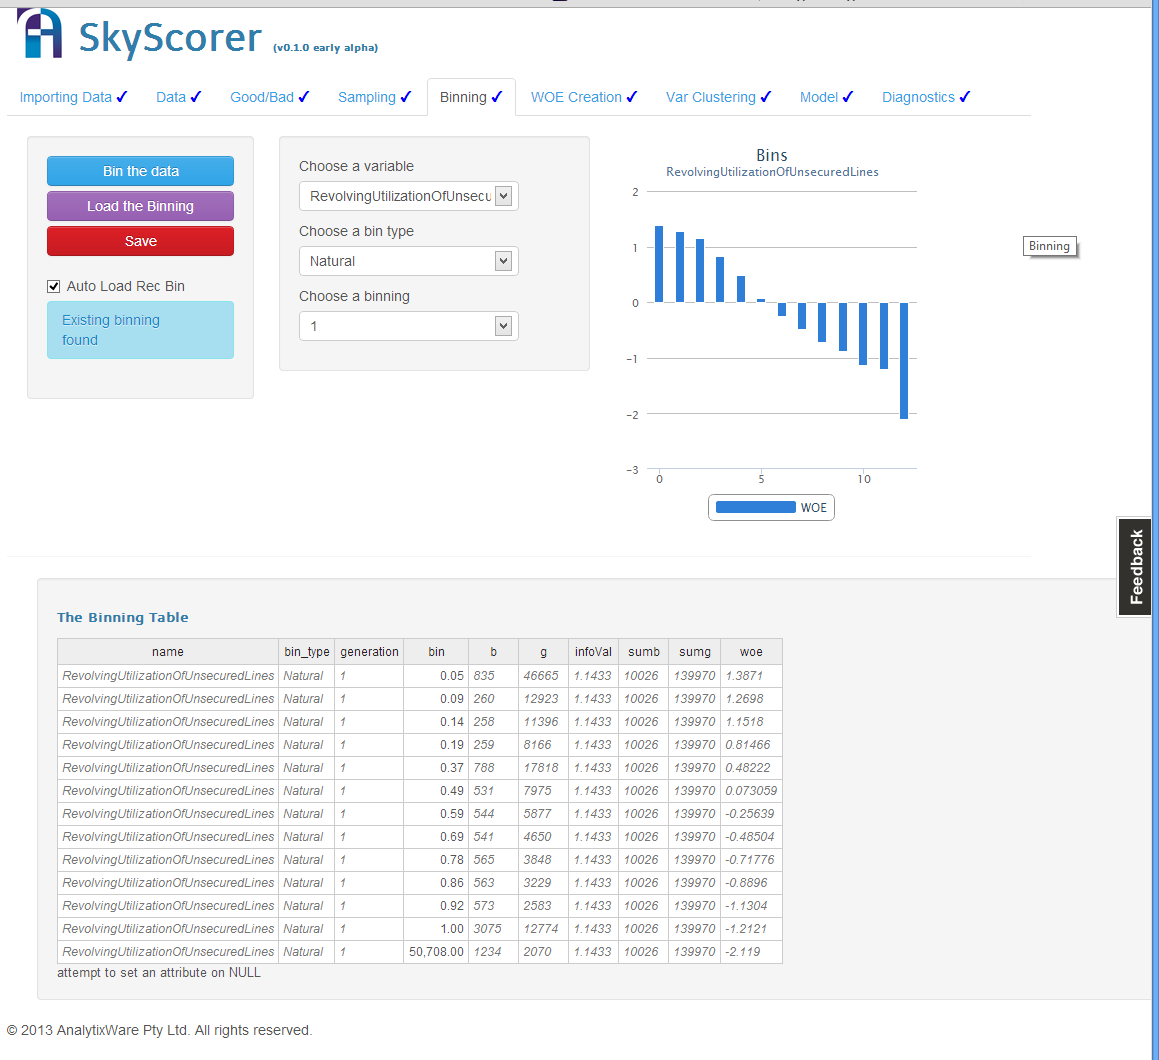 SkyScorer (v0.1.0 early alpha)
Importing Data ✔ Data ✔ Good/Bad ✔ Sampling ✔ Binning ✔ WOE Creation ✔ Var Clustering ✔ Model ✔ Diagnostics ✔
Bin the data
Load the Binning
Save
Auto Load Rec Bin
Existing binning
found
Choose a variable
RevolvingUtilizationOfUnsecu
Choose a bin type
Natural
Choose a binning
1
Bins
RevolvingUtilizationOfUnsecuredLines
2
1
0
-1
-2
-3
0 5 10
WOE
Binning
Feedback
The Binning Table
name bin_type generation bin b g infoVal sumb sumg woe
RevolvingUtilizationOfUnsecuredLines Natural 1 0.05 835 46665 1.1433 10026 139970 1.3871
RevolvingUtilizationOfUnsecuredLines Natural 1 0.09 260 12923 1.1433 10026 139970 1.2698
RevolvingUtilizationOfUnsecuredLines Natural 1 0.14 258 11396 1.1433 10026 139970 1.1518
RevolvingUtilizationOfUnsecuredLines Natural 1 0.19 259 8166 1.1433 10026 139970 0.81466
RevolvingUtilizationOfUnsecuredLines Natural 1 0.37 788 17818 1.1433 10026 139970 0.48222
RevolvingUtilizationOfUnsecuredLines Natural 1 0.49 531 7975 1.1433 10026 139970 0.073059
RevolvingUtilizationOfUnsecuredLines Natural 1 0.59 544 5877 1.1433 10026 139970 -0.25639
RevolvingUtilizationOfUnsecuredLines Natural 1 0.69 541 4650 1.1433 10026 139970 -0.48504
RevolvingUtilizationOfUnsecuredLines Natural 1 0.78 565 3848 1.1433 10026 139970 -0.71776
RevolvingUtilizationOfUnsecuredLines Natural 1 0.86 563 3229 1.1433 10026 139970 -0.8896
RevolvingUtilizationOfUnsecuredLines Natural 1 0.92 573 2583 1.1433 10026 139970 -1.1304
RevolvingUtilizationOfUnsecuredLines Natural 1 1.00 3075 12774 1.1433 10026 139970 -1.2121
RevolvingUtilizationOfUnsecuredLines Natural 1 50,708.00 1234 2070 1.1433 10026 139970 -2.119
attempt to set an attribute on NULL
© 2013 AnalytixWare Pty Ltd. All rights reserved.